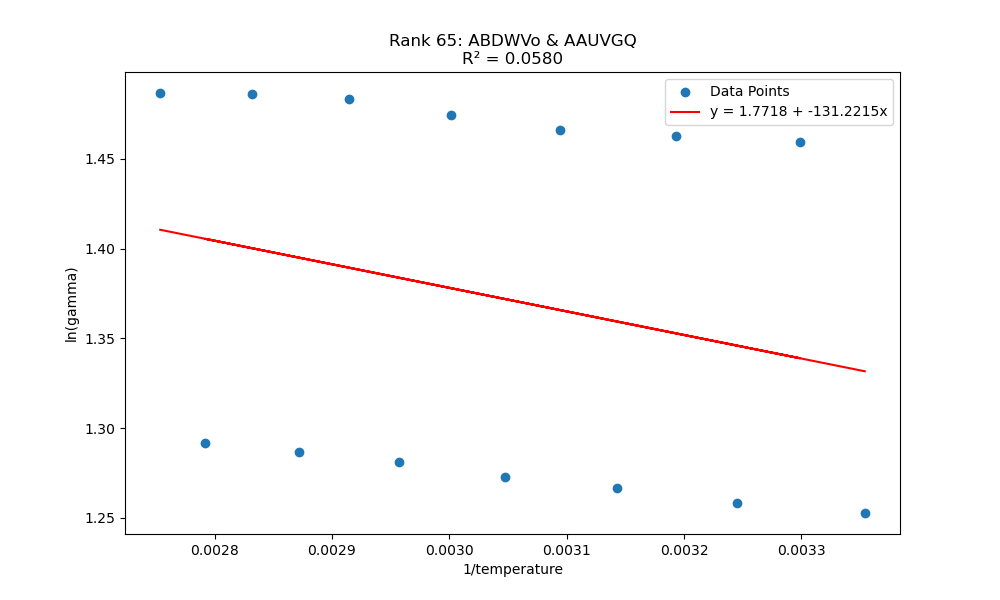 Rank 65: ABDWVo & AAUVGQ
R² = 0.0580
Data Points
y = 1.7718 + -131.2215x
ln(gamma)
1.45
1.40
1.35
1.30
1.25
0.0028
0.0029
0.0030
0.0031
0.0032
0.0033
1/temperature